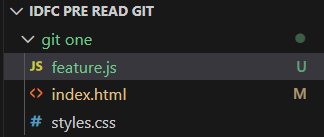 IDFC PRE READ GIT
git one
JS feature.js U
<> index.html M
# styles.css